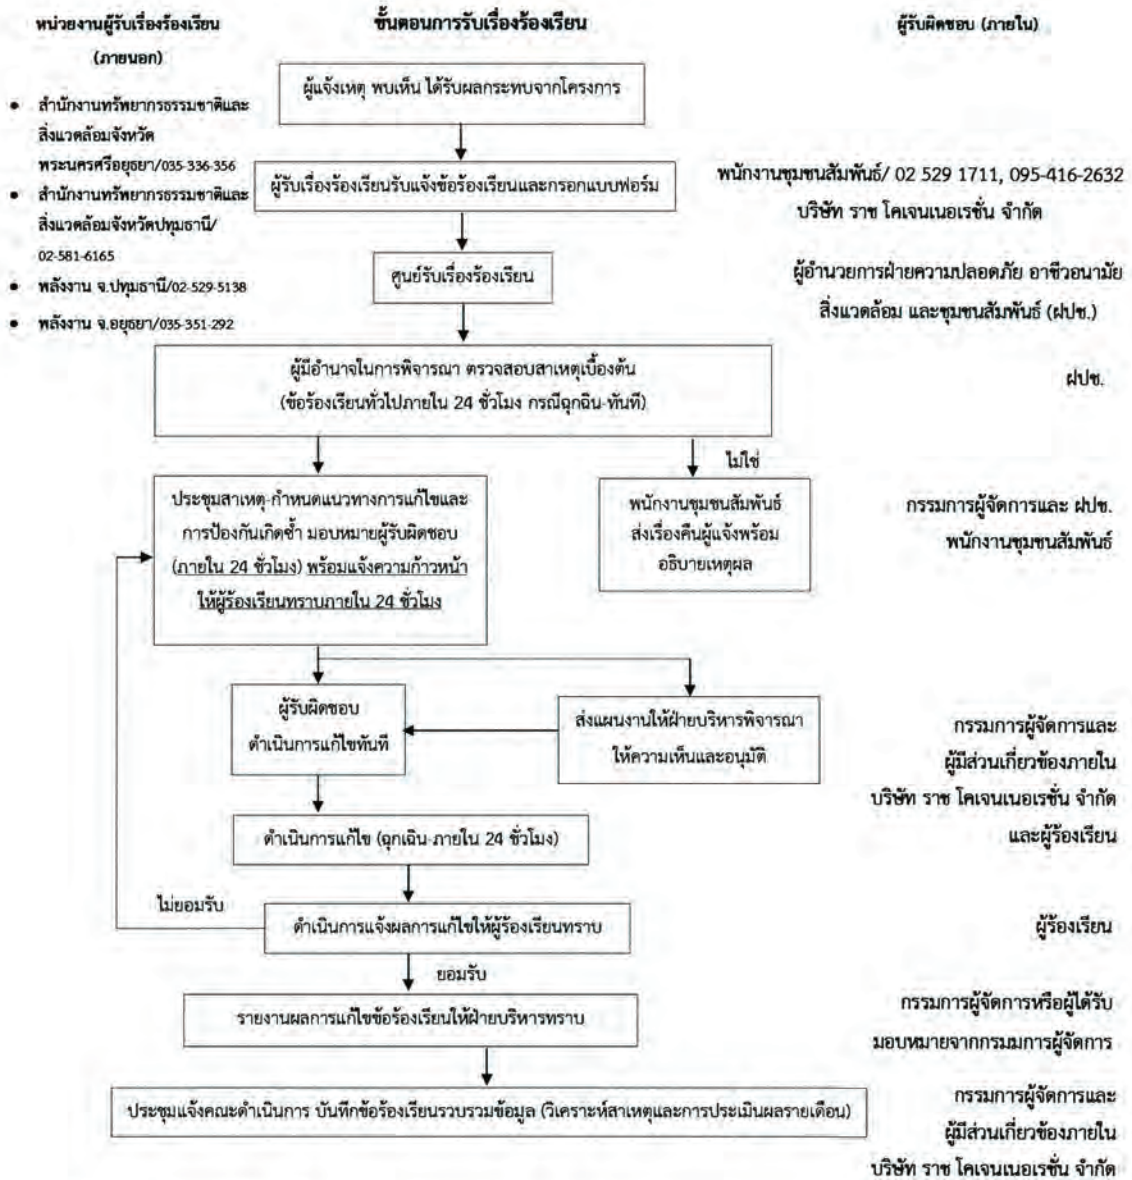 หน่วยงานผู้รับเรื่องร้องเรียน
(ภายนอก)
• สำนักงานทรัพยากรธรรมชาติและ
สิ่งแวดล้อมจังหวัด
พระนครศรีอยุธยา/035-336-356
• สำนักงานทรัพยากรธรรมชาติและ
สิ่งแวดล้อมจังหวัดปทุมธานี/
02-581-6165
• พลังงาน จ.ปทุมธานี/02-529-5138
• พลังงาน จ.อยุธยา/035-351-292
ขั้นตอนการรับเรื่องร้องเรียน
ผู้แจ้งเหตุ พบเห็น ได้รับผลกระทบจากโครงการ
ผู้รับเรื่องร้องเรียนรับแจ้งข้อร้องเรียนและกรอกแบบฟอร์ม
ศูนย์รับเรื่องร้องเรียน
ผู้มีอำนาจในการพิจารณา ตรวจสอบสาเหตุเบื้องต้น
(ข้อร้องเรียนทั่วไปภายใน 24 ชั่วโมง กรณีฉุกฉิน-ทันที)
ไม่ใช่
ประชุมสาเหตุ-กำหนดแนวทางการแก้ไขและ
การป้องกันเกิดซ้ำ มอบหมายผู้รับผิดชอบ
(ภายใน 24 ชั่วโมง) พร้อมแจ้งความก้าวหน้า
ให้ผู้ร้องเรียนทราบภายใน 24 ชั่วโมง
พนักงานชุมชนสัมพันธ์
ส่งเรื่องคืนผู้แจ้งพร้อม
อธิบายเหตุผล
ผู้รับผิดชอบ
ดำเนินการแก้ไขทันที
ส่งแผนงานให้ฝ่ายบริหารพิจารณา
ให้ความเห็นและอนุมัติ
ดำเนินการแก้ไข (ฉุกเฉิน-ภายใน 24 ชั่วโมง)
ไม่ยอมรับ
ดำเนินการแจ้งผลการแก้ไขให้ผู้ร้องเรียนทราบ
ยอมรับ
รายงานผลการแก้ไขข้อร้องเรียนให้ฝ่ายบริหารทราบ
ประชุมแจ้งคณะดำเนินการ บันทึกข้อร้องเรียนรวบรวมข้อมูล (วิเคราะห์สาเหตุและการประเมินผลรายเดือน)
ผู้รับผิดชอบ (ภายใน)
พนักงานชุมชนสัมพันธ์/ 02 529 1711, 095-416-2632
บริษัท ราช โคเจนเนอเรชั่น จำกัด
ผู้อำนวยการฝ่ายความปลอดภัย อาชีวอนามัย
สิ่งแวดล้อม และชุมชนสัมพันธ์ (ฝปช.)
ฝปช.
กรรมการผู้จัดการและ ฝปช.
พนักงานชุมชนสัมพันธ์
กรรมการผู้จัดการและ
ผู้มีส่วนเกี่ยวข้องภายใน
บริษัท ราช โคเจนเนอเรชั่น จำกัด
และผู้ร้องเรียน
ผู้ร้องเรียน
กรรมการผู้จัดการหรือผู้ได้รับ
มอบหมายจากกรมมการผู้จัดการ
กรรมการผู้จัดการและ
ผู้มีส่วนเกี่ยวข้องภายใน
บริษัท ราช โคเจนเนอเรชั่น จำกัด